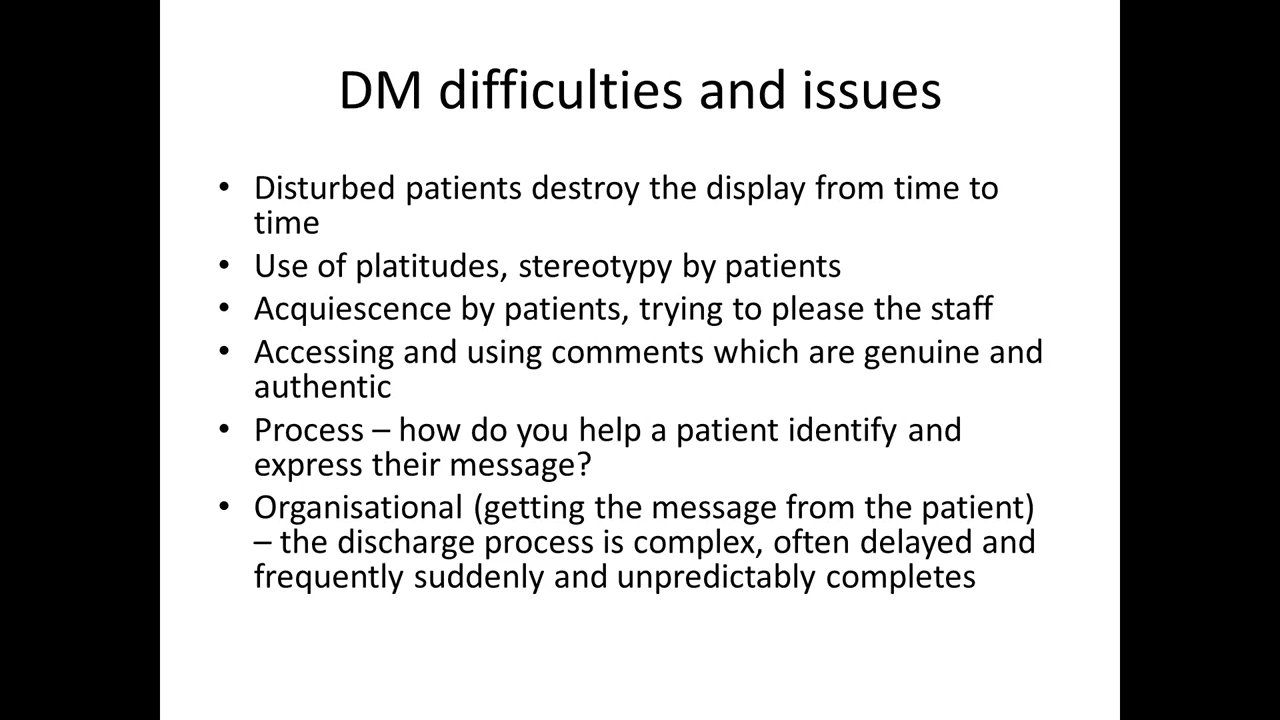 DM difficulties and issues
• Disturbed patients destroy the display from time to
time
• Use of platitudes, stereotypy by patients
• Acquiescence by patients, trying to please the staff
• Accessing and using comments which are genuine and
authentic
• Process – how do you help a patient identify and
express their message?
• Organisational (getting the message from the patient)
– the discharge process is complex, often delayed and
frequently suddenly and unpredictably completes